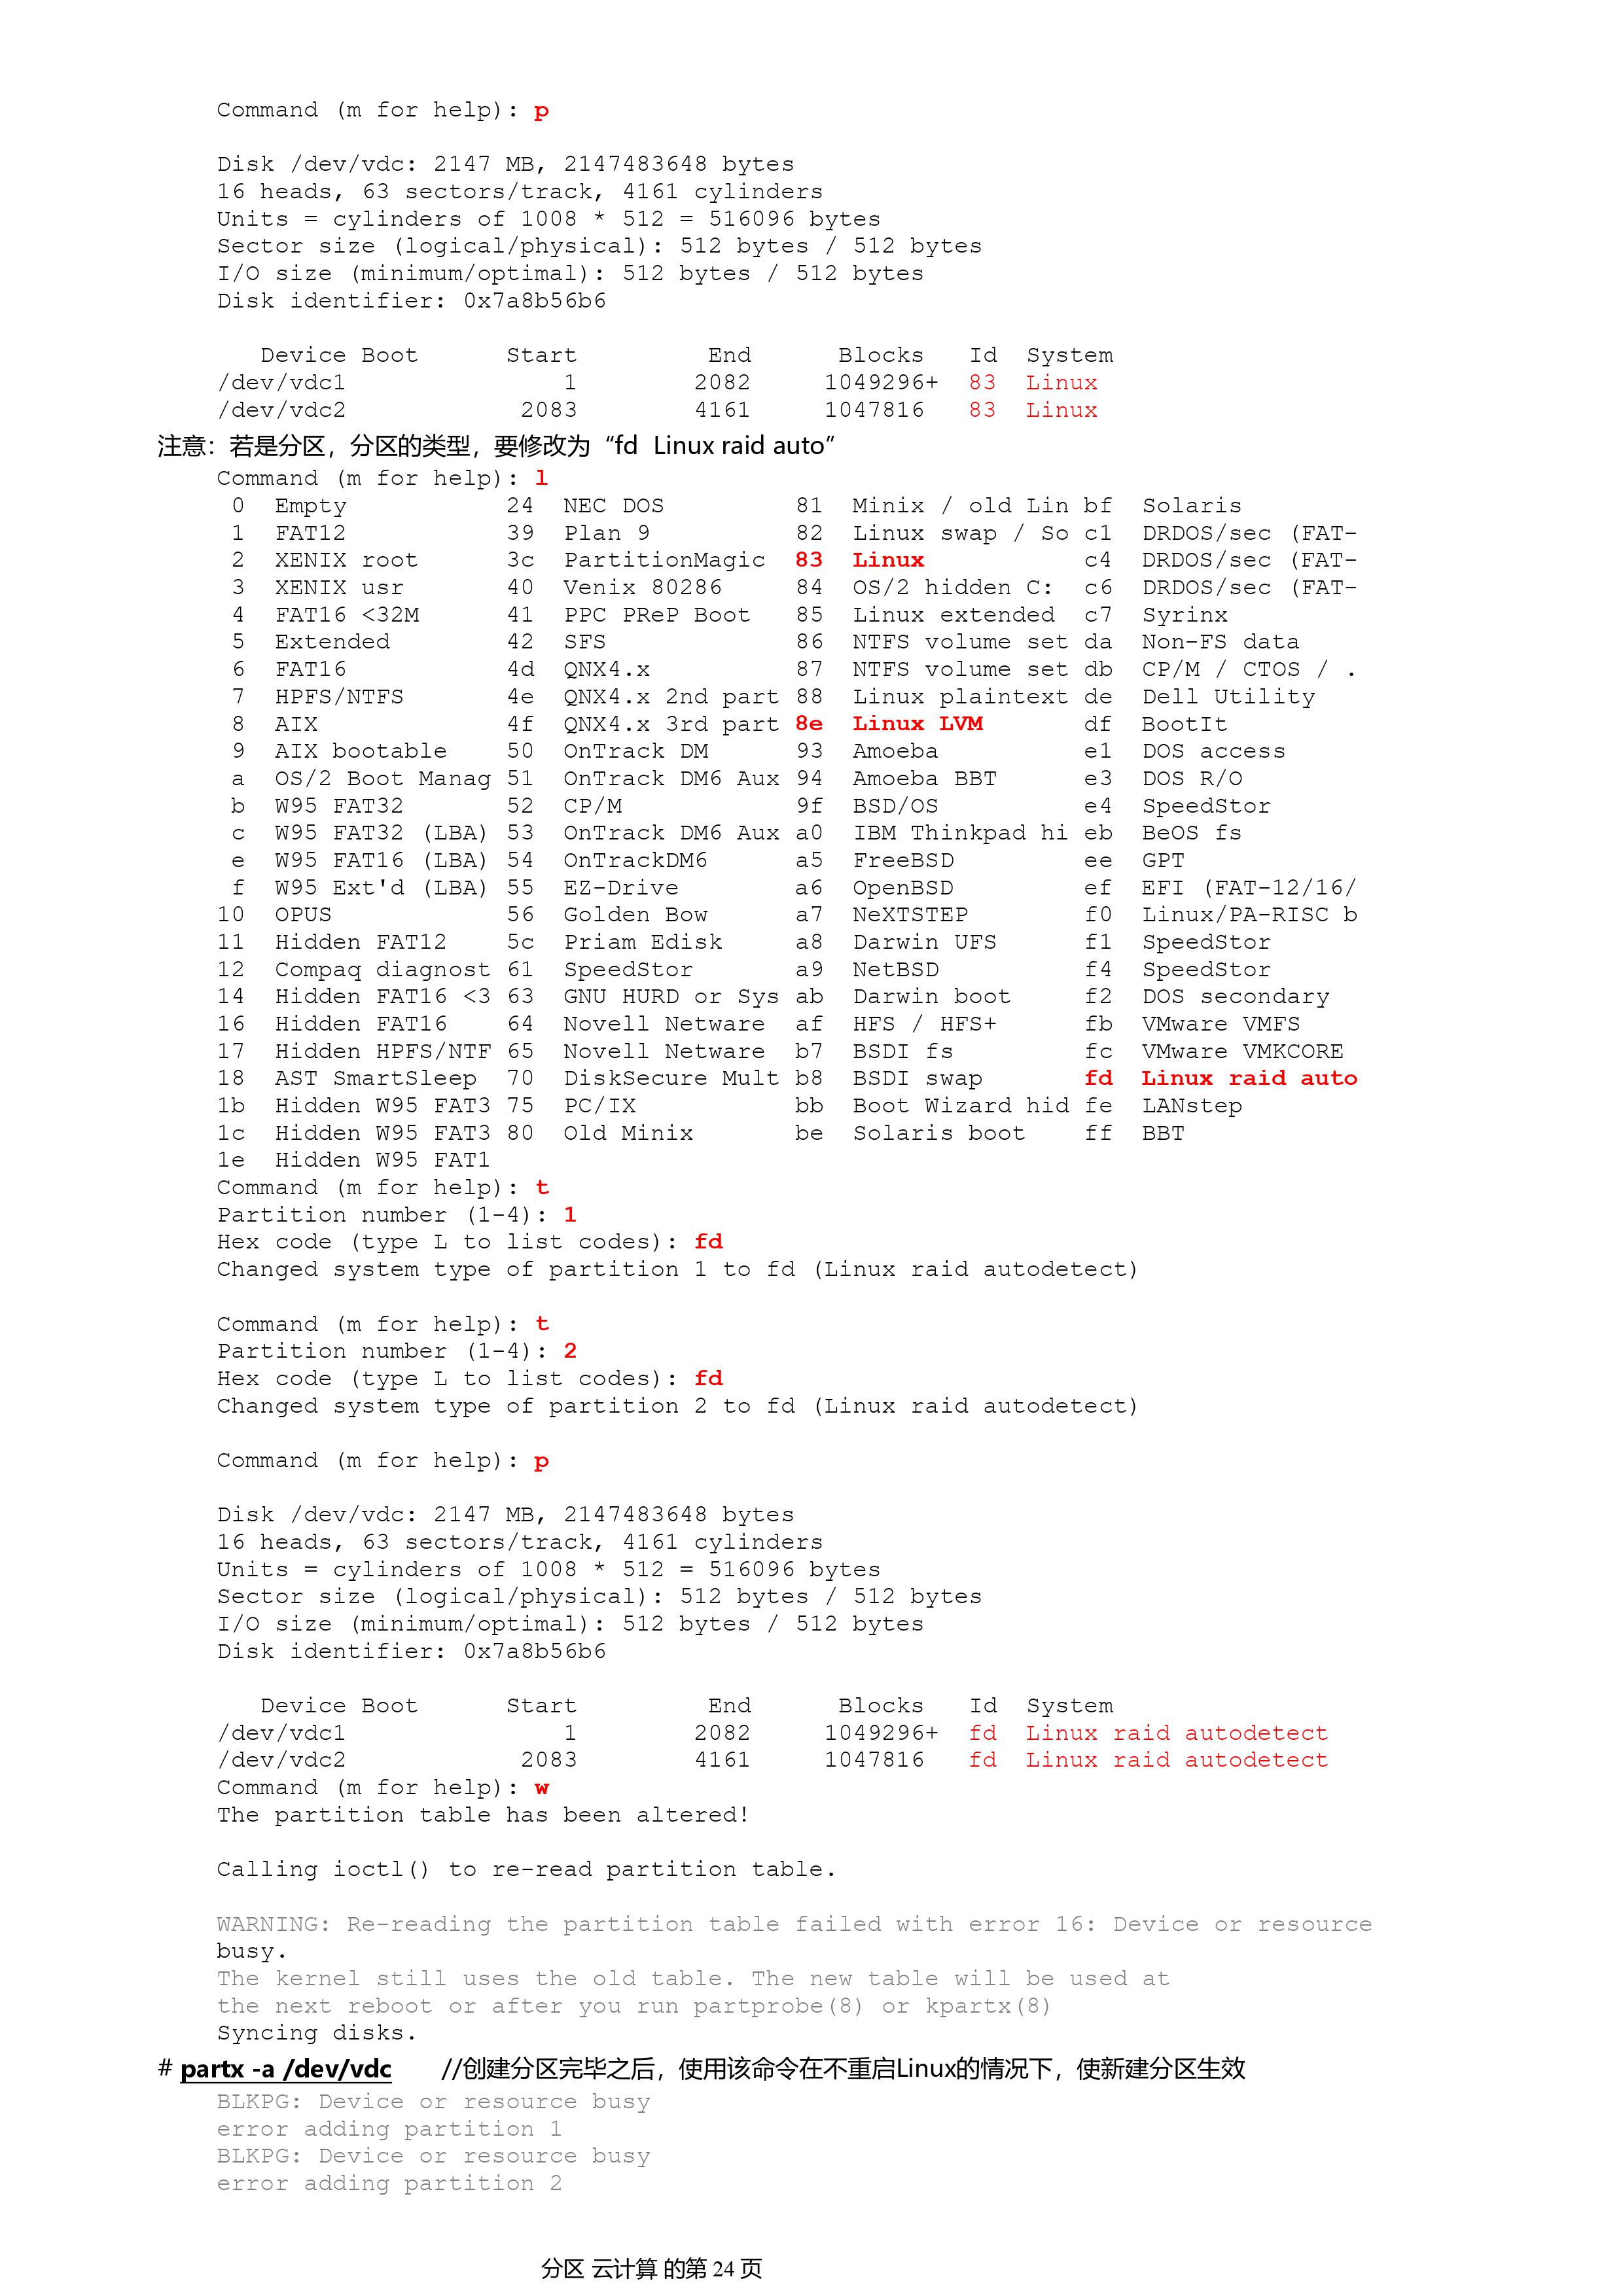 Command (m for help): p
Disk /dev/vdc: 2147 MB, 2147483648 bytes
16 heads, 63 sectors/track, 4161 cylinders
Units = cylinders of 1008 * 512 = 516096 bytes
Sector size (logical/physical): 512 bytes / 512 bytes
I/O size (minimum/optimal): 512 bytes / 512 bytes
Disk identifier: 0x7a8b56b6
   Device Boot      Start         End      Blocks   Id  System
/dev/vdc1               1        2082     1049296+  83  Linux
/dev/vdc2            2083        4161     1047816   83  Linux
注意：若是分区，分区的类型，要修改为“fd  Linux raid auto”
Command (m for help): l
 0  Empty           24  NEC DOS         81  Minix / old Lin bf  Solaris
 1  FAT12           39  Plan 9          82  Linux swap / So c1  DRDOS/sec (FAT-
 2  XENIX root      3c  PartitionMagic  83  Linux           c4  DRDOS/sec (FAT-
 3  XENIX usr       40  Venix 80286     84  OS/2 hidden C:  c6  DRDOS/sec (FAT-
 4  FAT16 <32M      41  PPC PReP Boot   85  Linux extended  c7  Syrinx
 5  Extended        42  SFS             86  NTFS volume set da  Non-FS data
 6  FAT16           4d  QNX4.x          87  NTFS volume set db  CP/M / CTOS / .
 7  HPFS/NTFS       4e  QNX4.x 2nd part 88  Linux plaintext de  Dell Utility
 8  AIX             4f  QNX4.x 3rd part 8e  Linux LVM       df  BootIt
 9  AIX bootable    50  OnTrack DM      93  Amoeba          e1  DOS access
 a  OS/2 Boot Manag 51  OnTrack DM6 Aux 94  Amoeba BBT      e3  DOS R/O
 b  W95 FAT32       52  CP/M            9f  BSD/OS          e4  SpeedStor
 c  W95 FAT32 (LBA) 53  OnTrack DM6 Aux a0  IBM Thinkpad hi eb  BeOS fs
 e  W95 FAT16 (LBA) 54  OnTrackDM6      a5  FreeBSD         ee  GPT
 f  W95 Ext'd (LBA) 55  EZ-Drive        a6  OpenBSD         ef  EFI (FAT-12/16/
10  OPUS            56  Golden Bow      a7  NeXTSTEP        f0  Linux/PA-RISC b
11  Hidden FAT12    5c  Priam Edisk     a8  Darwin UFS      f1  SpeedStor
12  Compaq diagnost 61  SpeedStor       a9  NetBSD          f4  SpeedStor
14  Hidden FAT16 <3 63  GNU HURD or Sys ab  Darwin boot     f2  DOS secondary
16  Hidden FAT16    64  Novell Netware  af  HFS / HFS+      fb  VMware VMFS
17  Hidden HPFS/NTF 65  Novell Netware  b7  BSDI fs         fc  VMware VMKCORE
18  AST SmartSleep  70  DiskSecure Mult b8  BSDI swap       fd  Linux raid auto
1b  Hidden W95 FAT3 75  PC/IX           bb  Boot Wizard hid fe  LANstep
1c  Hidden W95 FAT3 80  Old Minix       be  Solaris boot    ff  BBT
1e  Hidden W95 FAT1
Command (m for help): t
Partition number (1-4): 1
Hex code (type L to list codes): fd
Changed system type of partition 1 to fd (Linux raid autodetect)
Command (m for help): t
Partition number (1-4): 2
Hex code (type L to list codes): fd
Changed system type of partition 2 to fd (Linux raid autodetect)
Command (m for help): p
Disk /dev/vdc: 2147 MB, 2147483648 bytes
16 heads, 63 sectors/track, 4161 cylinders
Units = cylinders of 1008 * 512 = 516096 bytes
Sector size (logical/physical): 512 bytes / 512 bytes
I/O size (minimum/optimal): 512 bytes / 512 bytes
Disk identifier: 0x7a8b56b6
   Device Boot      Start         End      Blocks   Id  System
/dev/vdc1               1        2082     1049296+  fd  Linux raid autodetect
/dev/vdc2            2083        4161     1047816   fd  Linux raid autodetect
Command (m for help): w
The partition table has been altered!
Calling ioctl() to re-read partition table.
WARNING: Re-reading the partition table failed with error 16: Device or resource
busy.
The kernel still uses the old table. The new table will be used at
the next reboot or after you run partprobe(8) or kpartx(8)
Syncing disks.
# partx -a /dev/vdc      //创建分区完毕之后，使用该命令在不重启Linux的情况下，使新建分区生效
BLKPG: Device or resource busy
error adding partition 1
BLKPG: Device or resource busy
error adding partition 2
分区 云计算 的第 24 页